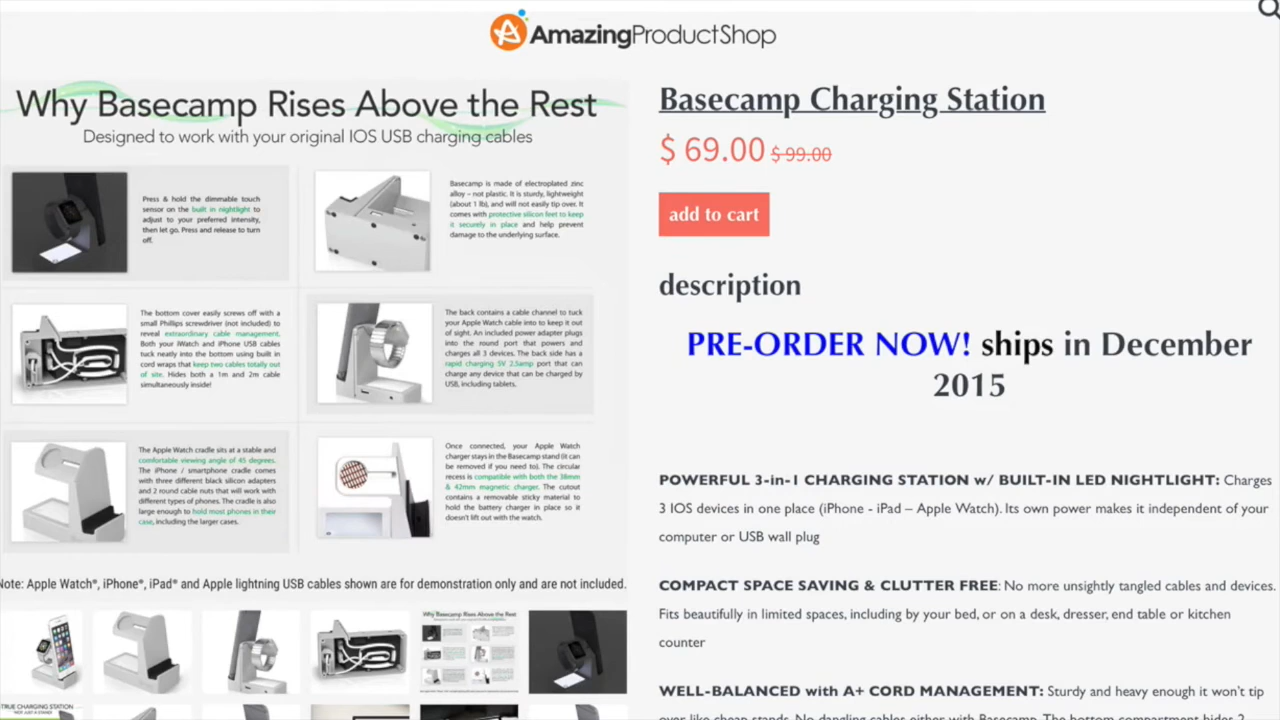 AmazingProductShop
Why Basecamp Rises Above the Rest
Designed to work with your original IOS USB charging cables
Press & hold the dimmable touch
sensor on the built in nightlight to
adjust to your preferred intensity,
then let go. Press and release to turn
off.
Basecamp is made of electroplated zinc
alloy – not plastic. It is sturdy, lightweight
(about 1 lb), and will not easily tip over. It
comes with protective silicon feet to keep
it securely in place and help prevent
damage to the underlying surface.
The bottom cover easily screws off with a
small Phillips screwdriver (not included) to
reveal extraordinary cable management.
Both your iWatch and iPhone USB cables
tuck neatly into the bottom using built in
cord wraps that keep two cables totally out
of site. Hides both a 1m and 2m cable
simultaneously inside!
The back contains a cable channel to tuck
your Apple Watch cable into to keep it out
of sight. An included power adapter plugs
into the round port that powers and
charges all 3 devices. The back side has a
rapid charging 5V 2.5amp port that can
charge any device that can be charged by
USB, including tablets.
The Apple Watch cradle sits at a stable and
comfortable viewing angle of 45 degrees.
The iPhone / smartphone cradle comes
with three different black silicon adapters
and 2 round cable nuts that will work with
different types of phones. The cradle is also
large enough to hold most phones in their
case, including the larger cases.
Once connected, your Apple Watch
charger stays in the Basecamp stand (it can
be removed if you need to). The circular
recess is compatible with both the 38mm
& 42mm magnetic charger. The cutout
contains a removable sticky material to
hold the battery charger in place so it
doesn't lift out with the watch.
Note: Apple Watch®, iPhone®, iPad® and Apple lightning USB cables shown are for demonstration only and are not included.
Why Basecamp Rises Above the Rest
TRUE CHARGING STATION
Basecamp Charging Station
$ 69.00 $ 99.00
add to cart
description
PRE-ORDER NOW! ships in December
2015
POWERFUL 3-in-1 CHARGING STATION w/ BUILT-IN LED NIGHTLIGHT: Charges
3 IOS devices in one place (iPhone - iPad – Apple Watch). Its own power makes it independent of your
computer or USB wall plug
COMPACT SPACE SAVING & CLUTTER FREE: No more unsightly tangled cables and devices.
Fits beautifully in limited spaces, including by your bed, or on a desk, dresser, end table or kitchen
counter
WELL-BALANCED with A+ CORD MANAGEMENT: Sturdy and heavy enough it won't tip
over like cheap stands. No dangling cables either with Basecamp. The bottom compartment hides 2